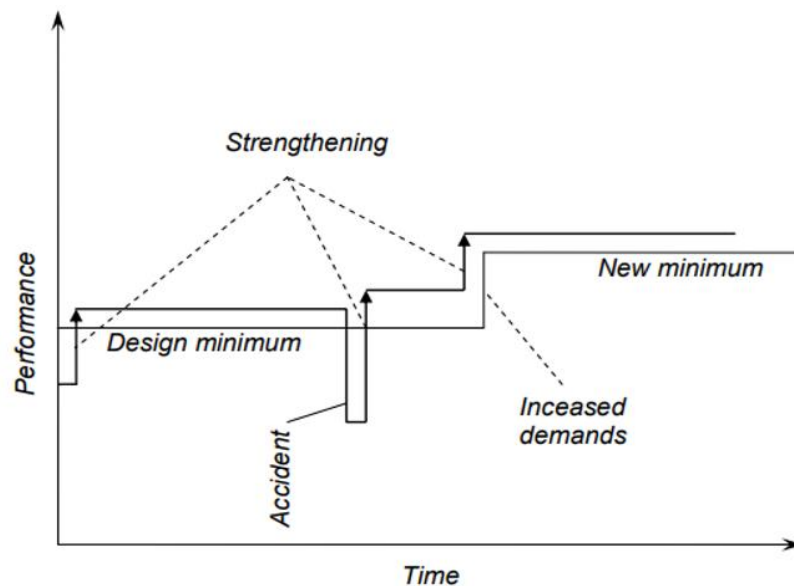 Strengthening
New minimum
Performance
Design minimum
Inceased
demands
Accident
Time